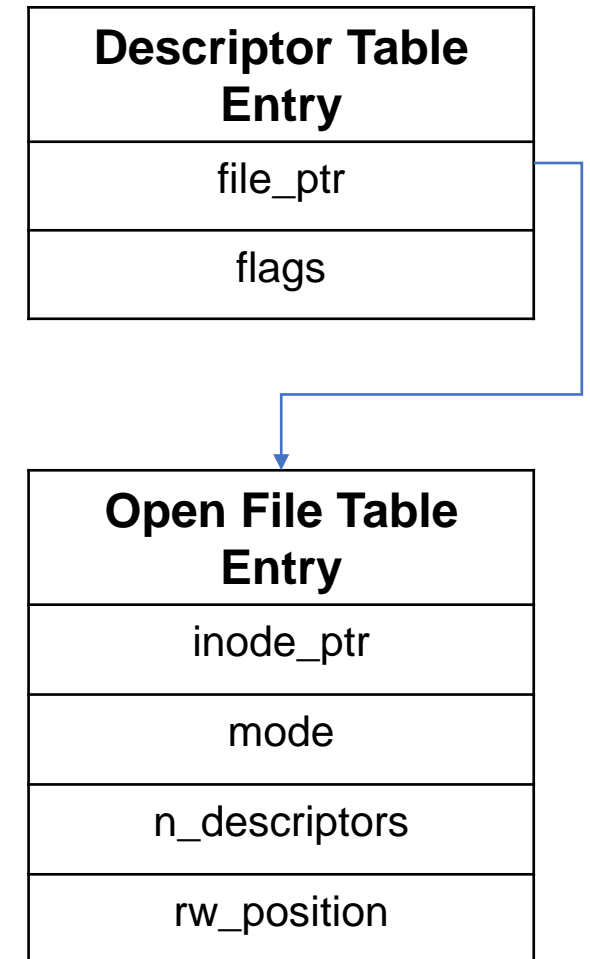 Descriptor Table
Entry
file_ptr
flags
Open File Table
Entry
inode_ptr
mode
n_descriptors
rw_position